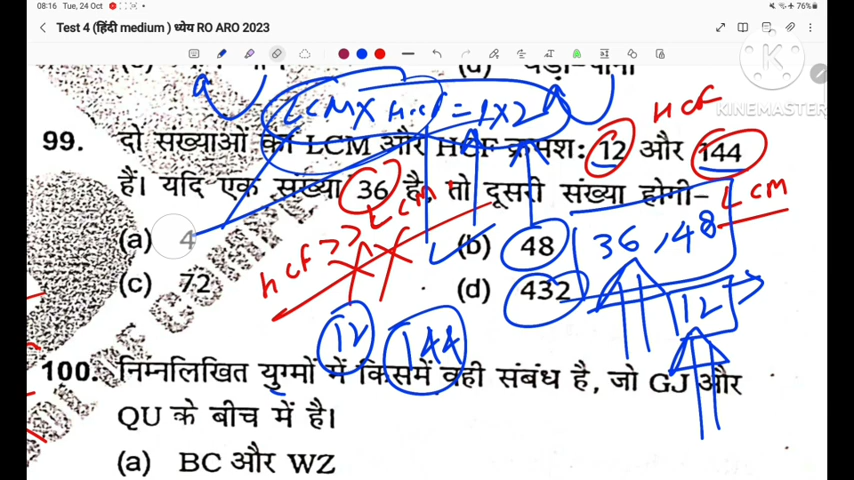 08:16 Tue, 24 Oct
76%
Test 4 (हिंदी medium ) ध्येय RO ARO 2023
KINEMASTER
LCM X HCF = 1 X 2
HCF
99. दो संख्याओं का LCM और HCF क्रमश: 12 और 144
हैं। यदि एक संख्या 36 है, तो दूसरी संख्या होगी-
LCM
HCF >> LCM
36 , 48
(a) 4 (b) 48
(c) 72 (d) 432
12
12 144
100. निम्नलिखित युग्मों में किसमें वही संबंध है, जो GJ और
QU के बीच में है।
(a) BC और WZ